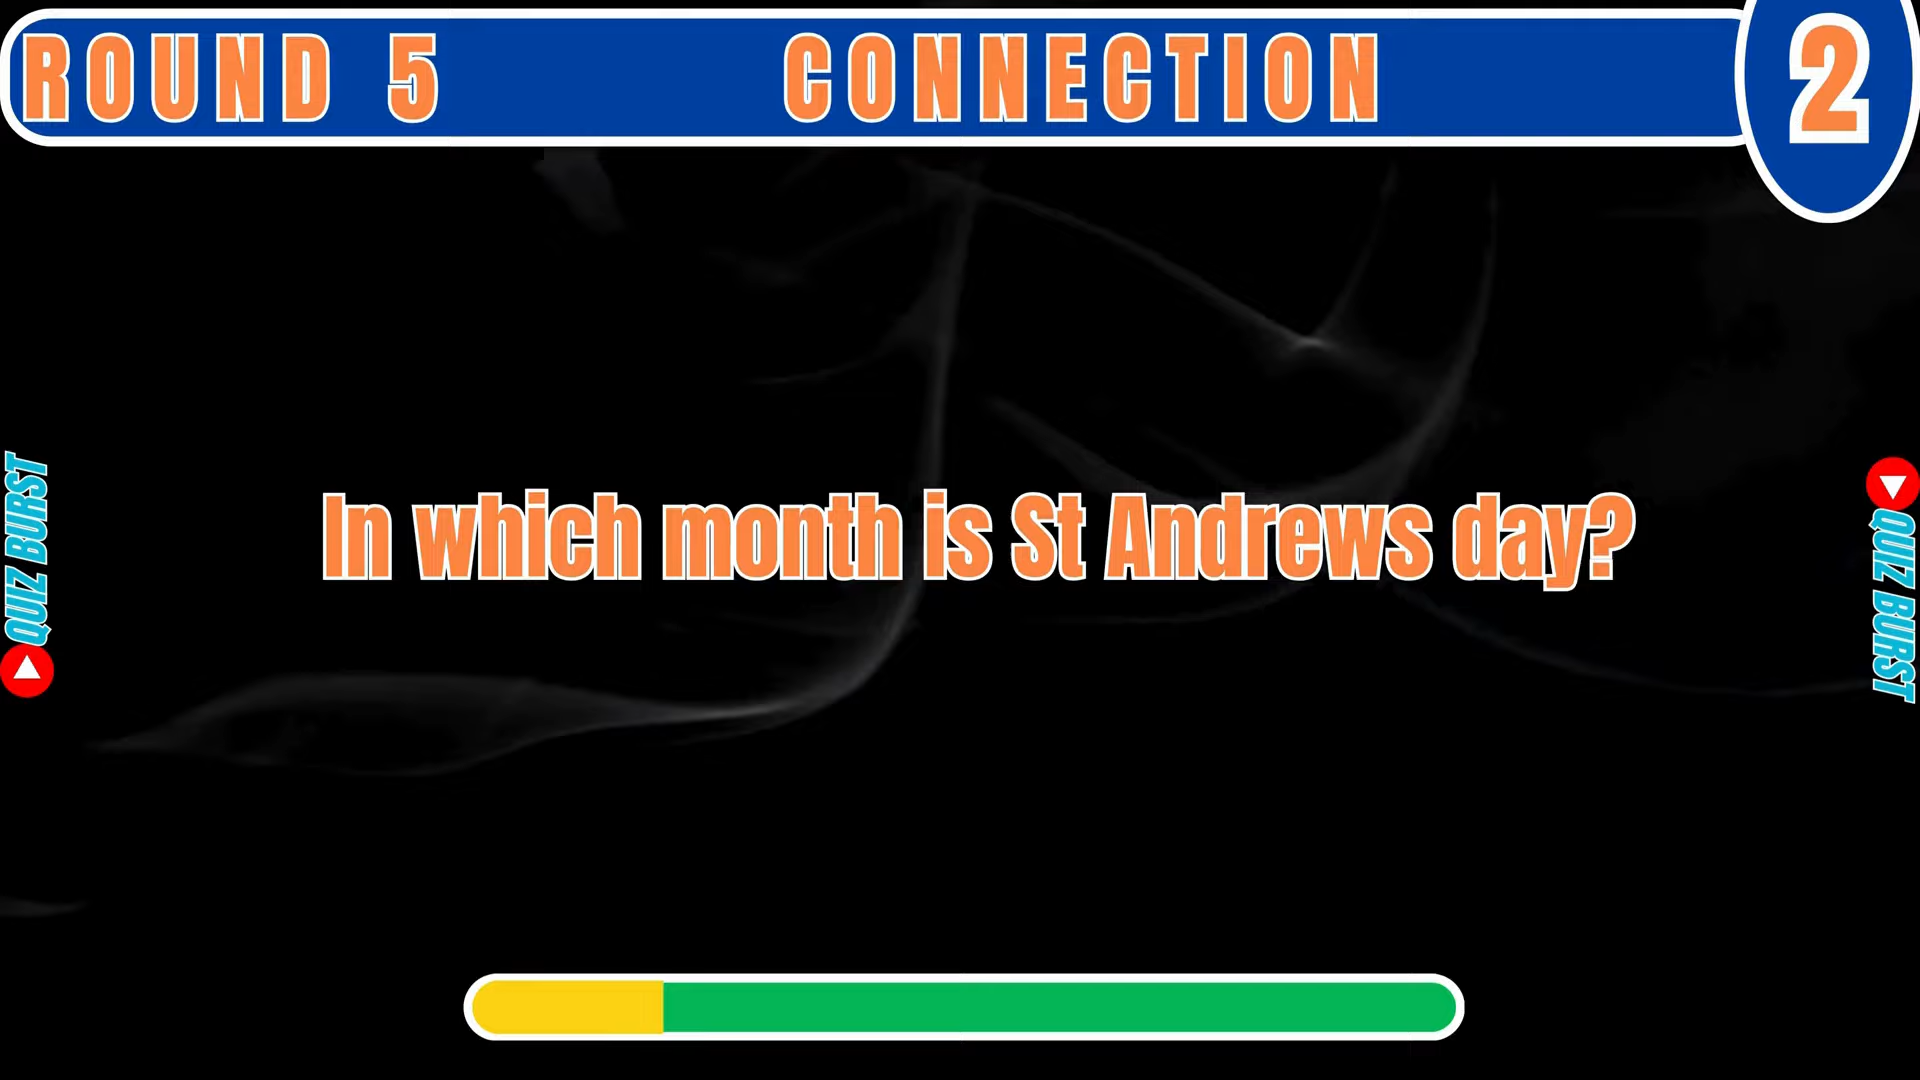 ROUND 5 CONNECTION 2
In which month is St Andrews day?
QUIZ BURST
QUIZ BURST